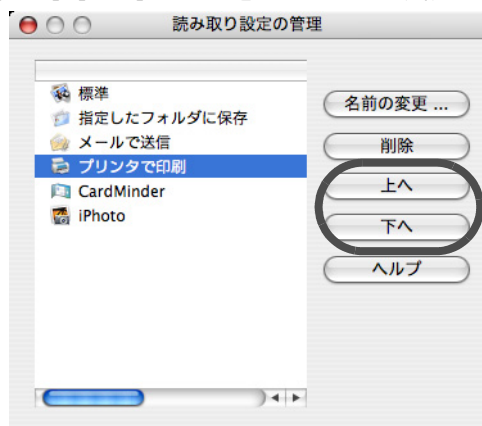 読み取り設定の管理
標準
指定したフォルダに保存
メールで送信
プリンタで印刷
CardMinder
iPhoto
名前の変更 ...
削除
上へ
下へ
ヘルプ